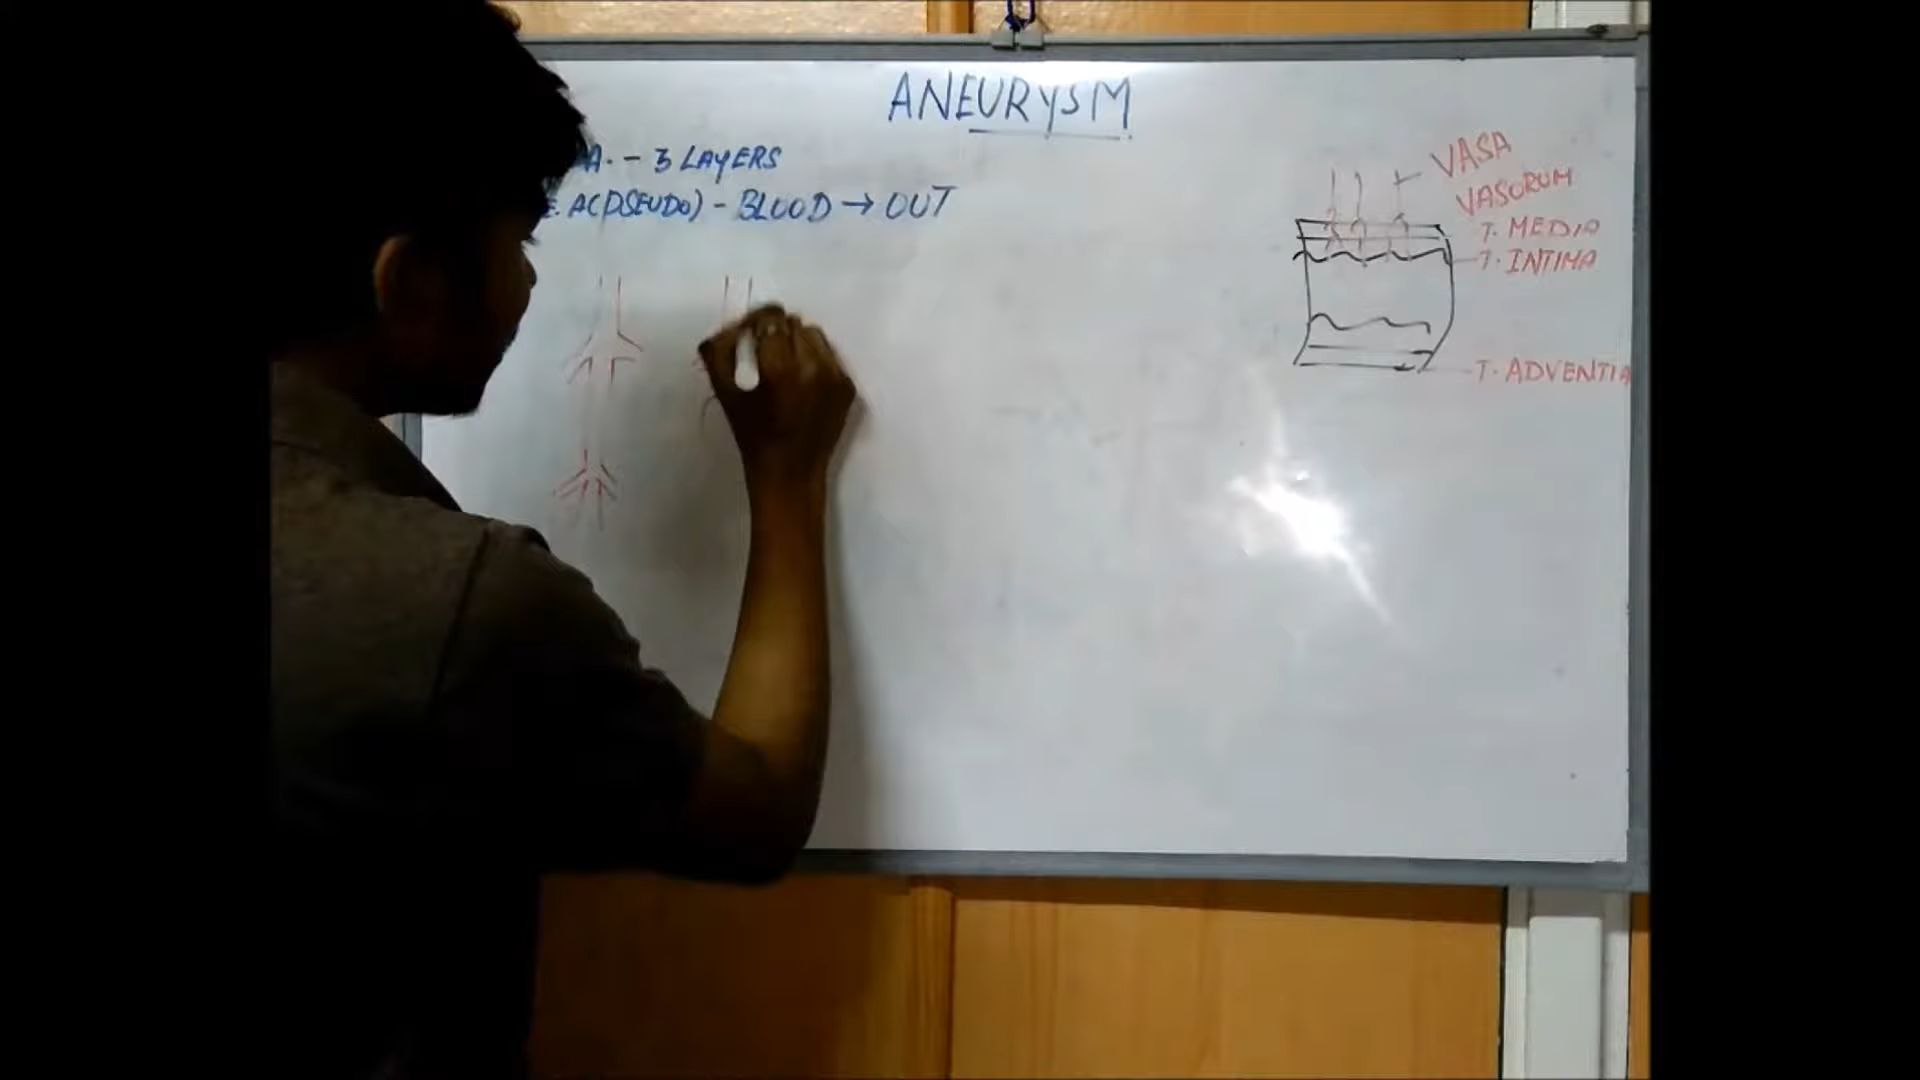 ANEURYSM
A. - 3 LAYERS
E. A(PSEUDO) - BLOOD → OUT
VASA
VASORUM
T. MEDIA
T. INTIMA
T. ADVENTIA